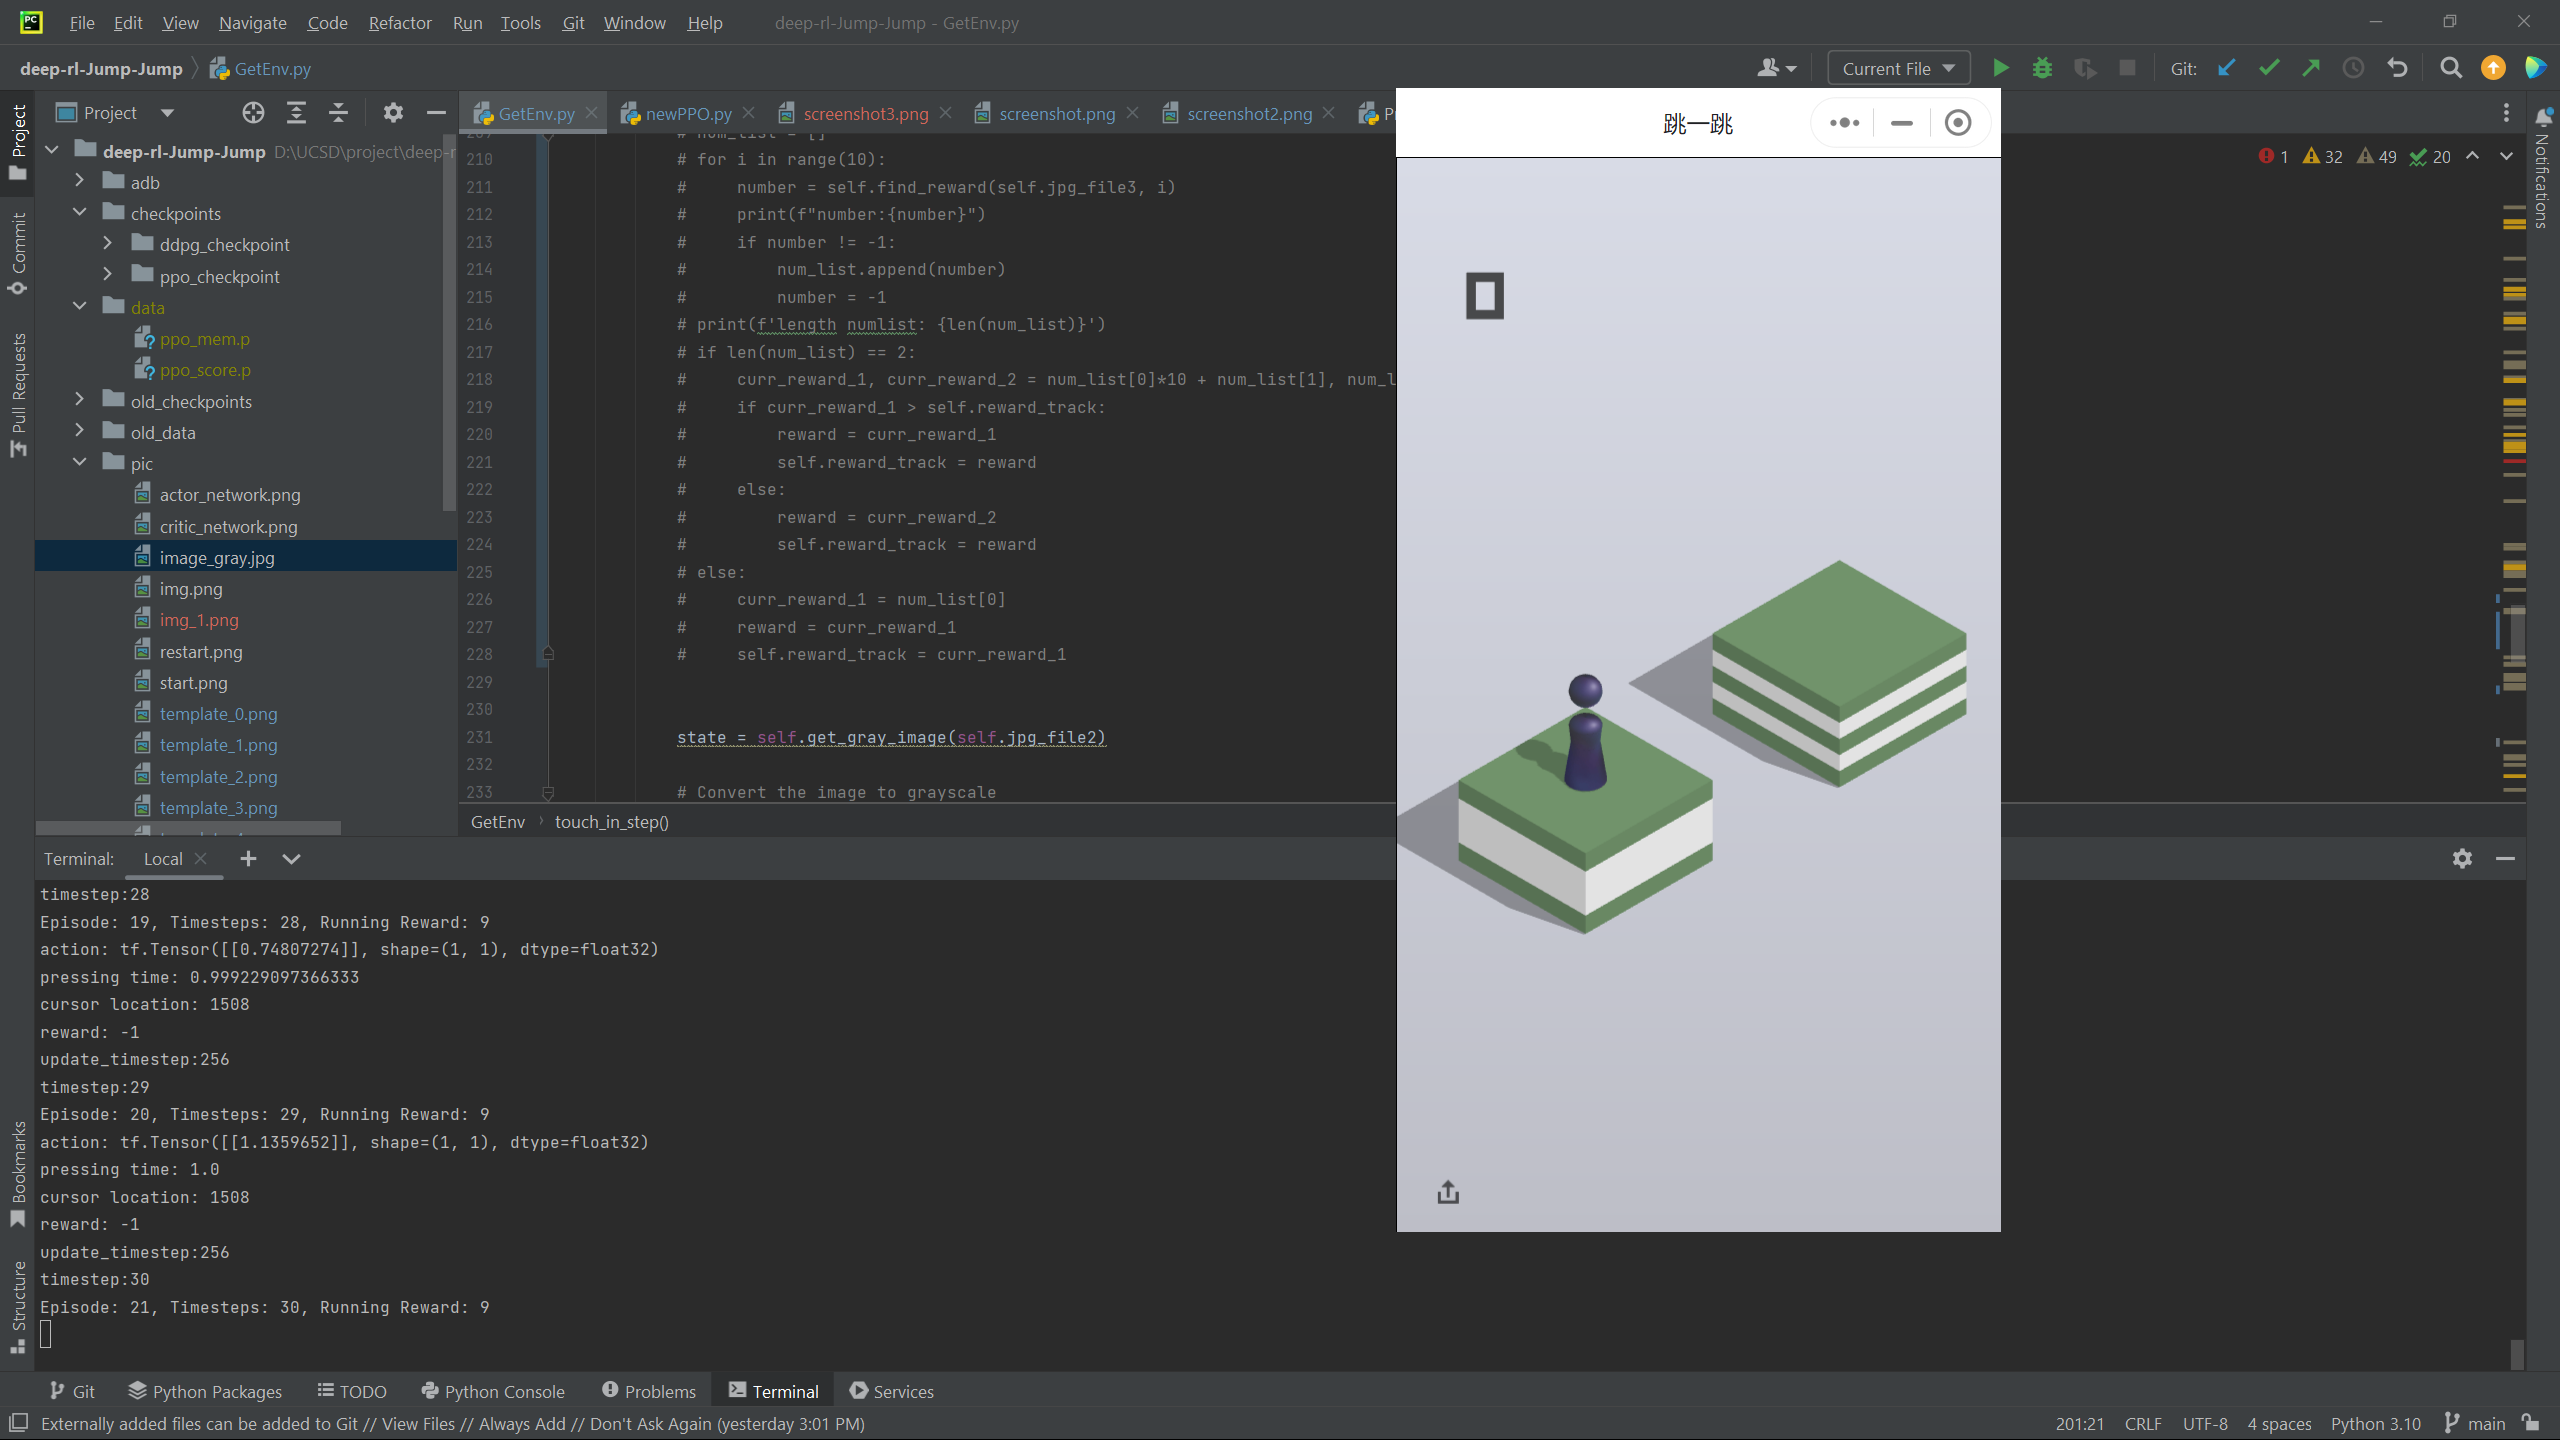 File Edit View Navigate Code Refactor Run Tools Git Window Help deep-rl-Jump-Jump - GetEnv.py
deep-rl-Jump-Jump GetEnv.py Current File Git:
Project
GetEnv.py newPPO.py screenshot3.png screenshot.png screenshot2.png
跳一跳
Project
Commit
Pull Requests
Bookmarks
Structure
Notifications
deep-rl-Jump-Jump D:\UCSD\project\deep-r
adb
checkpoints
ddpg_checkpoint
ppo_checkpoint
data
ppo_mem.p
ppo_score.p
old_checkpoints
old_data
pic
actor_network.png
critic_network.png
image_gray.jpg
img.png
img_1.png
restart.png
start.png
template_0.png
template_1.png
template_2.png
template_3.png
1 32 49 20
209 # num_list = []
210 # for i in range(10):
211 #     number = self.find_reward(self.jpg_file3, i)
212 #     print(f"number:{number}")
213 #     if number != -1:
214 #         num_list.append(number)
215 #         number = -1
216 # print(f'length numlist: {len(num_list)}')
217 # if len(num_list) == 2:
218 #     curr_reward_1, curr_reward_2 = num_list[0]*10 + num_list[1], num_l
219 #     if curr_reward_1 > self.reward_track:
220 #         reward = curr_reward_1
221 #         self.reward_track = reward
222 #     else:
223 #         reward = curr_reward_2
224 #         self.reward_track = reward
225 # else:
226 #     curr_reward_1 = num_list[0]
227 #     reward = curr_reward_1
228 #     self.reward_track = curr_reward_1
229
230
231 state = self.get_gray_image(self.jpg_file2)
232
233 # Convert the image to grayscale
GetEnv touch_in_step()
0
Terminal: Local
timestep:28
Episode: 19, Timesteps: 28, Running Reward: 9
action: tf.Tensor([[0.74807274]], shape=(1, 1), dtype=float32)
pressing time: 0.999229097366333
cursor location: 1508
reward: -1
update_timestep:256
timestep:29
Episode: 20, Timesteps: 29, Running Reward: 9
action: tf.Tensor([[1.1359652]], shape=(1, 1), dtype=float32)
pressing time: 1.0
cursor location: 1508
reward: -1
update_timestep:256
timestep:30
Episode: 21, Timesteps: 30, Running Reward: 9
Git Python Packages TODO Python Console Problems Terminal Services
Externally added files can be added to Git // View Files // Always Add // Don't Ask Again (yesterday 3:01 PM) 201:21 CRLF UTF-8 4 spaces Python 3.10 main